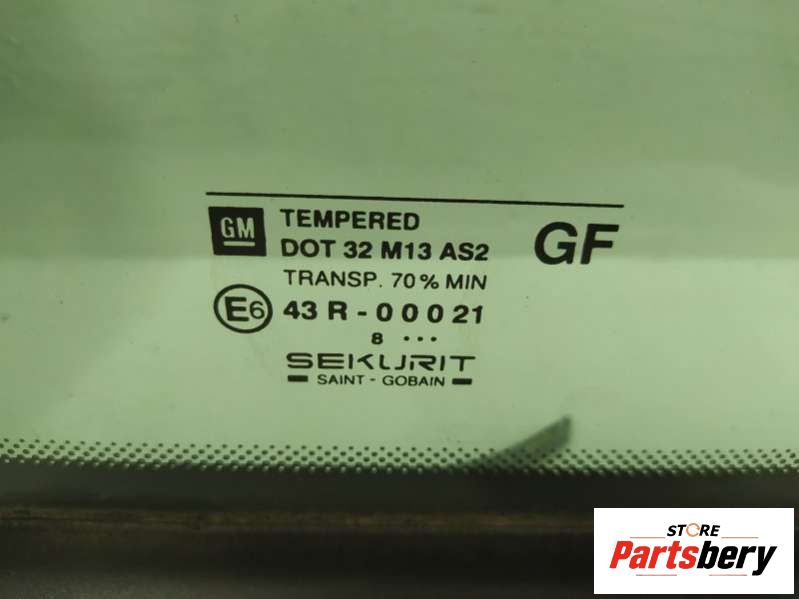 GM TEMPERED
DOT 32 M13 AS2 GF
TRANSP. 70% MIN
E6 43 R - 00021
8 ...
SEKURIT
SAINT - GOBAIN
STORE
Partsbery